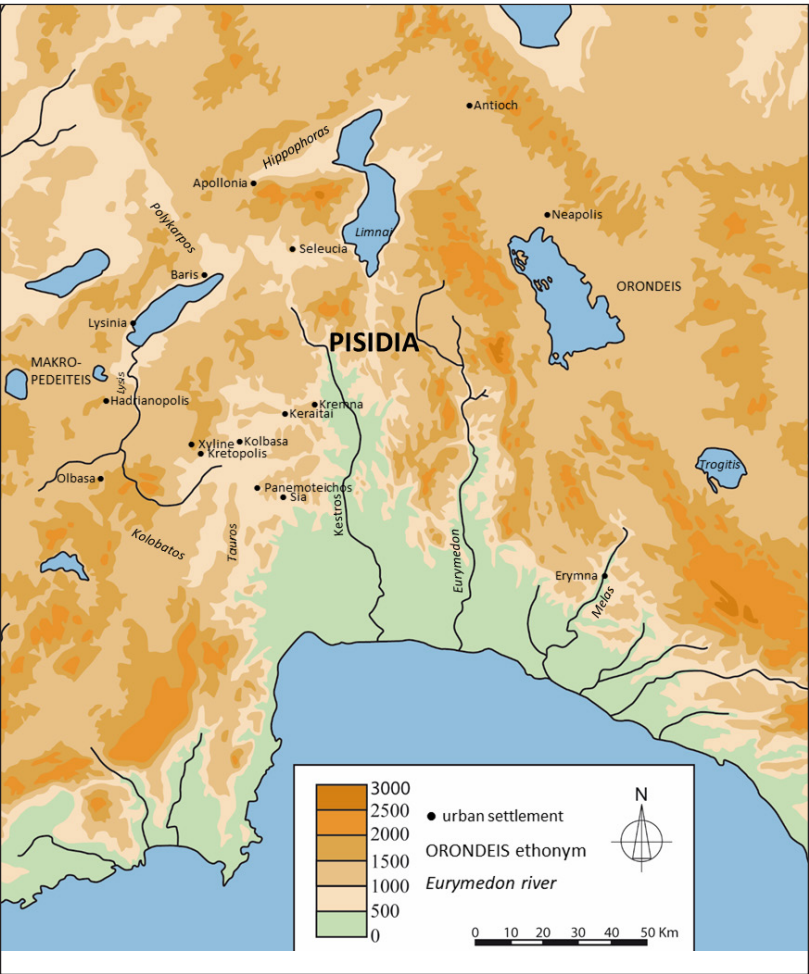 Antioch
Hippophoras
Apollonia
Polykarpos
Neapolis
Limnai
Seleucia
Baris
ORONDEIS
Lysinia
PISIDIA
MAKRO-
PEDEITEIS
Lysis
Hadrianopolis
Kremna
Keraitai
Xyline
Kolbasa
Kretopolis
Trogitis
Olbasa
Panemoteichos
Sia
Kestros
Kolobatos
Tauros
Eurymedon
Erymna
Melas
3000
2500
2000
1500
1000
500
0
urban settlement
ORONDEIS ethonym
Eurymedon river
N
0 10 20 30 40 50 Km